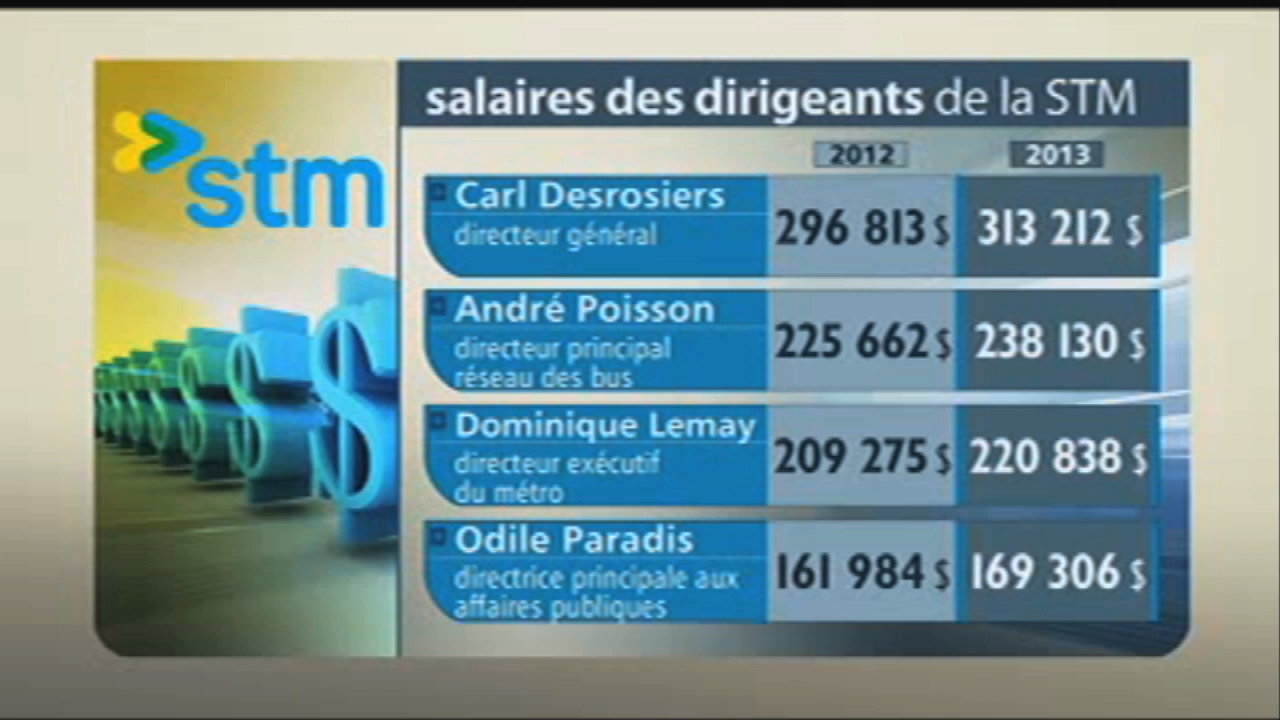 stm
salaires des dirigeants de la STM
2012 2013
Carl Desrosiers
directeur général
296 813 $ 313 212 $
André Poisson
directeur principal
réseau des bus
225 662 $ 238 130 $
Dominique Lemay
directeur exécutif
du métro
209 275 $ 220 838 $
Odile Paradis
directrice principale aux
affaires publiques
161 984 $ 169 306 $